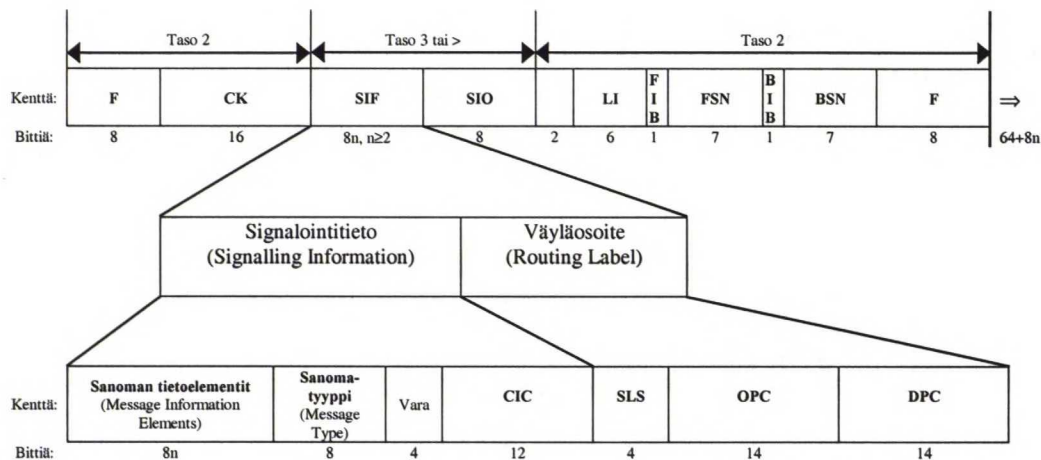 Taso 2 Taso 3 tai > Taso 2
Kenttä: F CK SIF SIO LI FIB FSN BIB BSN F ⇒
Bittiä: 8 16 8n, n≥2 8 2 6 1 7 1 7 8 64+8n
Signalointitieto
(Signalling Information)
Väyläosoite
(Routing Label)
Kenttä:
Sanoman tietoelementit
(Message Information
Elements)
Sanoma-
tyyppi
(Message
Type)
Vara CIC SLS OPC DPC
Bittiä: 8n 8 4 12 4 14 14